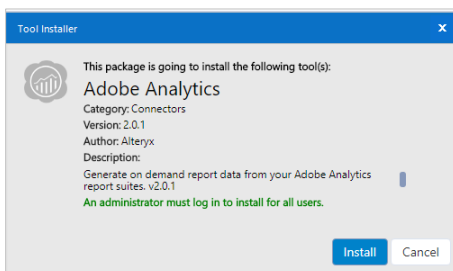 Tool Installer x
This package is going to install the following tool(s):
Adobe Analytics
Category: Connectors
Version: 2.0.1
Author: Alteryx
Description:
Generate on demand report data from your Adobe Analytics
report suites. v2.0.1
An administrator must log in to install for all users.
Install Cancel